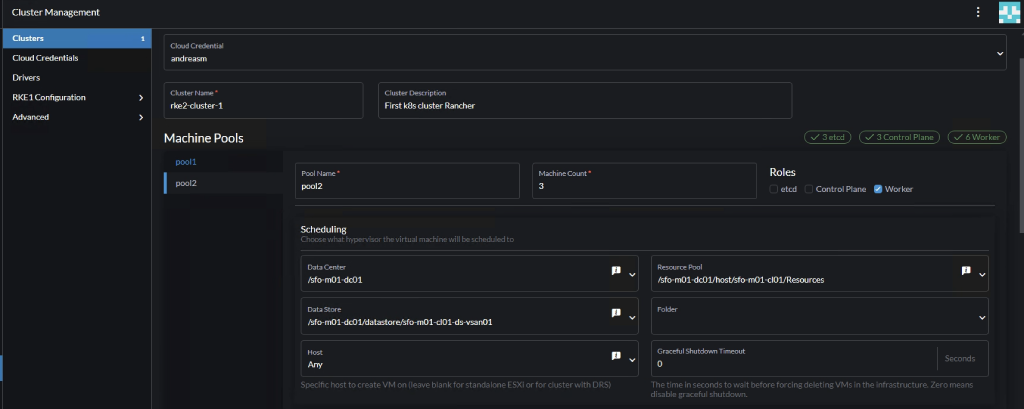 Cluster Management
Clusters 1
Cloud Credentials
Drivers
RKE1 Configuration
Advanced
Cloud Credential
andreasm
Cluster Name *
rke2-cluster-1
Cluster Description
First k8s cluster Rancher
Machine Pools
3 etcd
3 Control Plane
6 Worker
pool1
pool2
Pool Name *
pool2
Machine Count *
3
Roles
etcd
Control Plane
Worker
Scheduling
Choose what hypervisor the virtual machine will be scheduled to
Data Center
/sfo-m01-dc01
Resource Pool
/sfo-m01-dc01/host/sfo-m01-cl01/Resources
Data Store
/sfo-m01-dc01/datastore/sfo-m01-cl01-ds-vsan01
Folder
Host
Any
Graceful Shutdown Timeout
0
Seconds
Specific host to create VM on (leave blank for standalone ESXi or for cluster with DRS)
The time in seconds to wait before forcing deleting VMs in the infrastructure. Zero means
disable graceful shutdown.